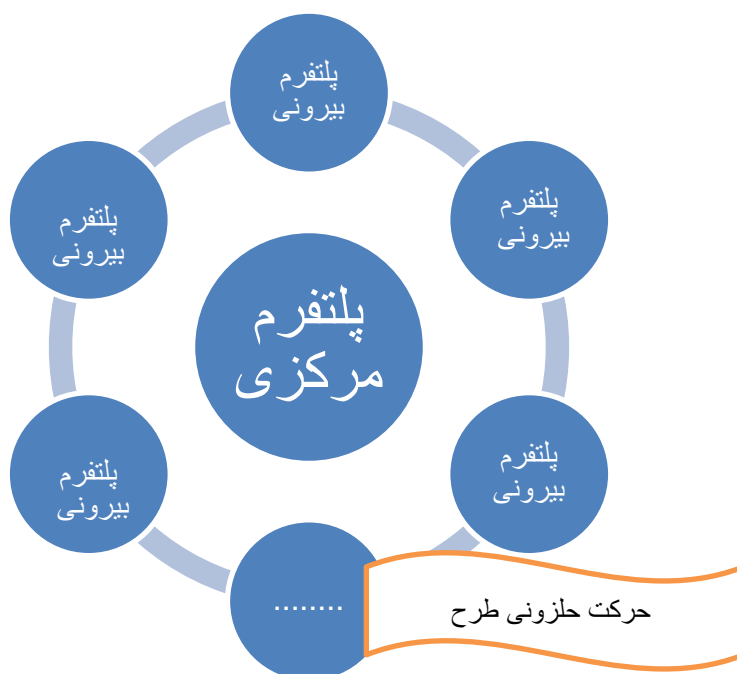 پلتفرم
بیرونی
پلتفرم
بیرونی
پلتفرم
بیرونی
پلتفرم
مرکزی
پلتفرم
بیرونی
پلتفرم
بیرونی
........
حرکت حلزونی طرح